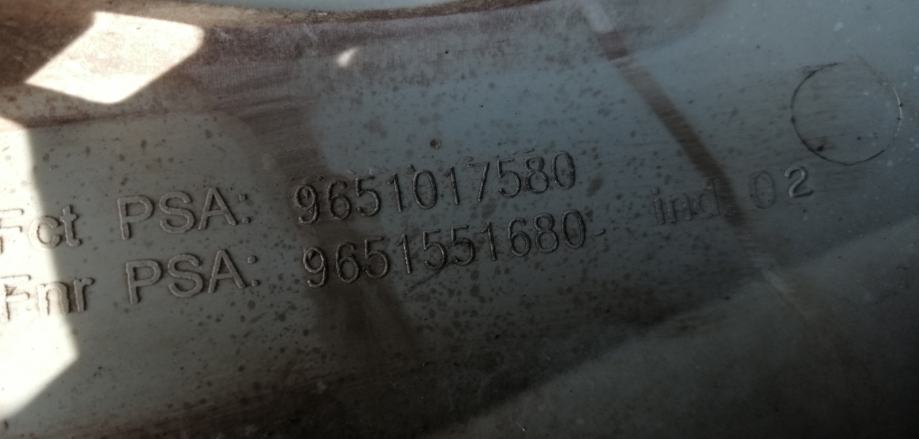 Fct PSA: 9651017580
Fnr PSA: 9651551680 ind 02